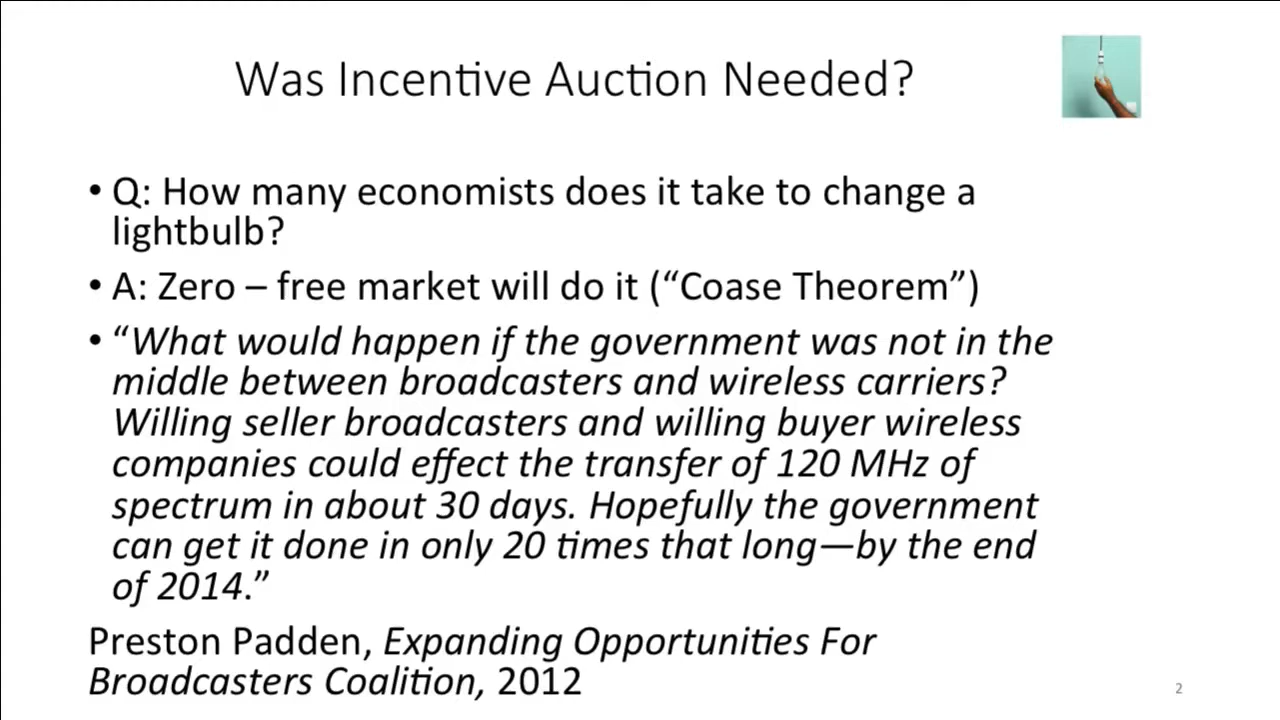 Was Incentive Auction Needed?
• Q: How many economists does it take to change a
lightbulb?
• A: Zero – free market will do it (“Coase Theorem”)
• “What would happen if the government was not in the
middle between broadcasters and wireless carriers?
Willing seller broadcasters and willing buyer wireless
companies could effect the transfer of 120 MHz of
spectrum in about 30 days. Hopefully the government
can get it done in only 20 times that long—by the end
of 2014.”
Preston Padden, Expanding Opportunities For
Broadcasters Coalition, 2012
2